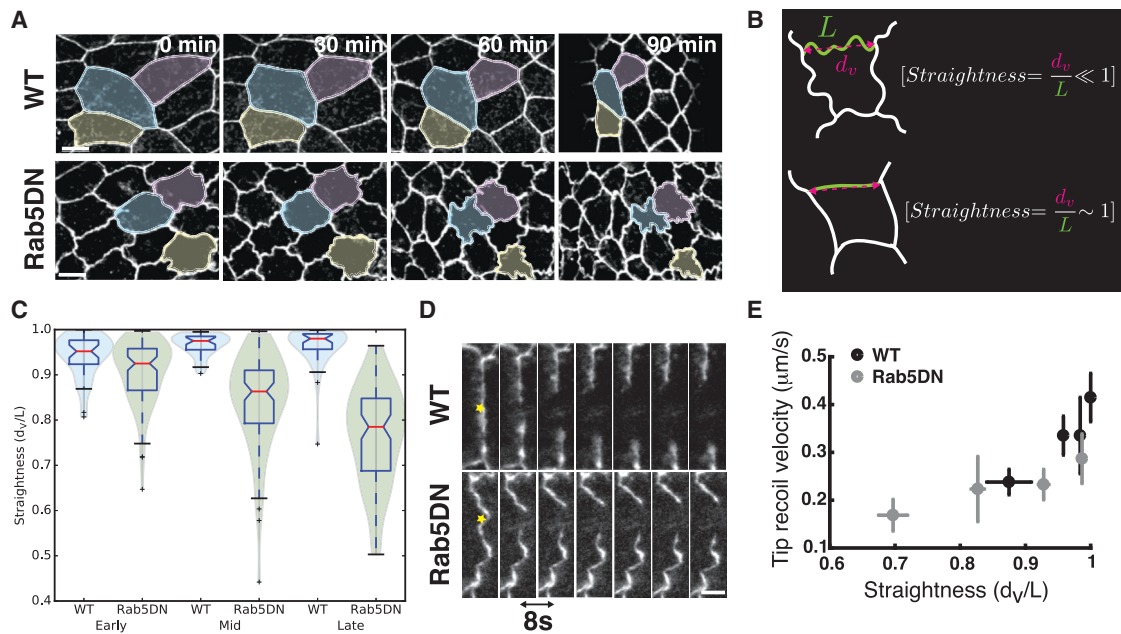 A
0 min
30 min
60 min
90 min
WT
Rab5DN
B
L
d_v
[Straightness= d_v/L ≪ 1]
[Straightness= d_v/L ∼ 1]
C
Straightness (d_v/L)
1.0
0.9
0.8
0.7
0.6
0.5
0.4
WT Rab5DN WT Rab5DN WT Rab5DN
Early Mid Late
D
WT
Rab5DN
8s
E
WT
Rab5DN
Tip recoil velocity (μm/s)
0.5
0.4
0.3
0.2
0.1
0.6 0.7 0.8 0.9 1
Straightness (d_v/L)